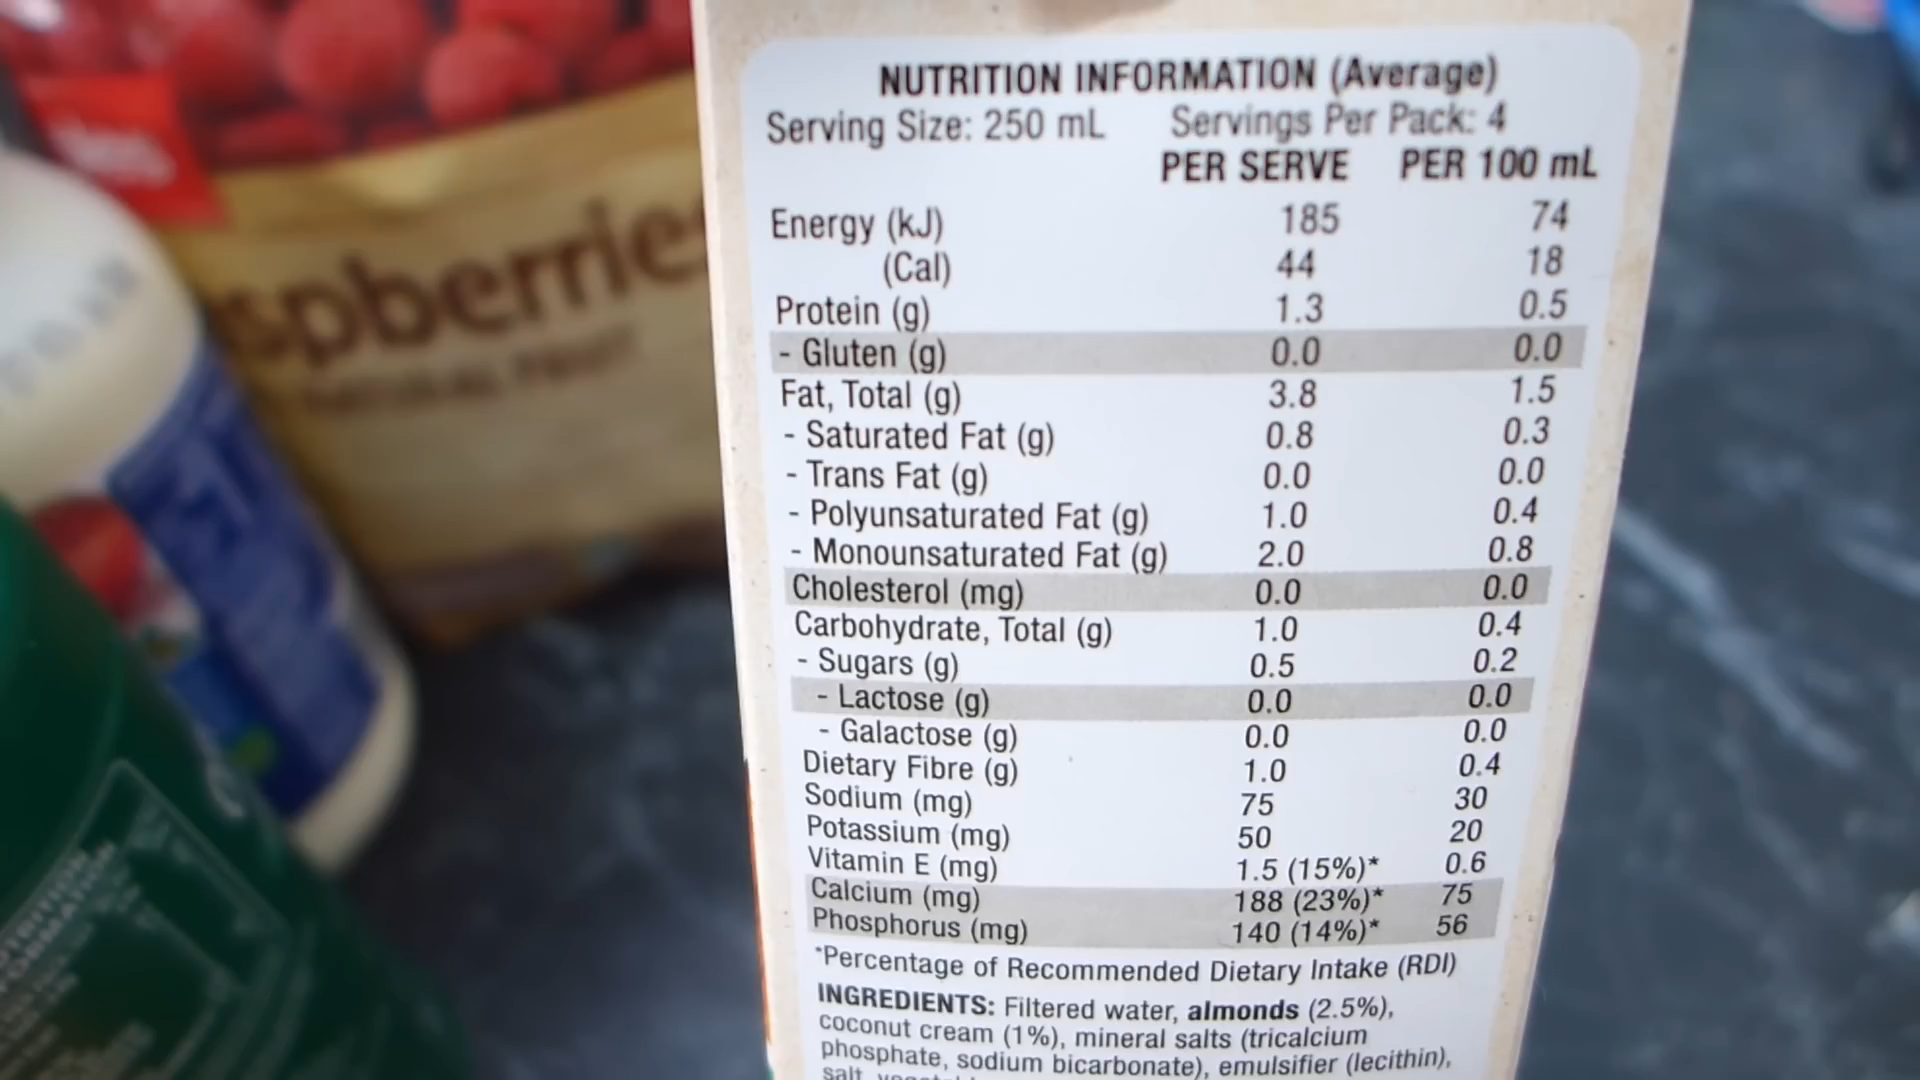 NUTRITION INFORMATION (Average)
Serving Size: 250 mL Servings Per Pack: 4
PER SERVE PER 100 mL
Energy (kJ) 185 74
(Cal) 44 18
Protein (g) 1.3 0.5
- Gluten (g) 0.0 0.0
Fat, Total (g) 3.8 1.5
- Saturated Fat (g) 0.8 0.3
- Trans Fat (g) 0.0 0.0
- Polyunsaturated Fat (g) 1.0 0.4
- Monounsaturated Fat (g) 2.0 0.8
Cholesterol (mg) 0.0 0.0
Carbohydrate, Total (g) 1.0 0.4
- Sugars (g) 0.5 0.2
- Lactose (g) 0.0 0.0
- Galactose (g) 0.0 0.0
Dietary Fibre (g) 1.0 0.4
Sodium (mg) 75 30
Potassium (mg) 50 20
Vitamin E (mg) 1.5 (15%)* 0.6
Calcium (mg) 188 (23%)* 75
Phosphorus (mg) 140 (14%)* 56
*Percentage of Recommended Dietary Intake (RDI)
INGREDIENTS: Filtered water, almonds (2.5%),
coconut cream (1%), mineral salts (tricalcium
phosphate, sodium bicarbonate), emulsifier (lecithin),
salt,
spberries
NATURAL FRUIT